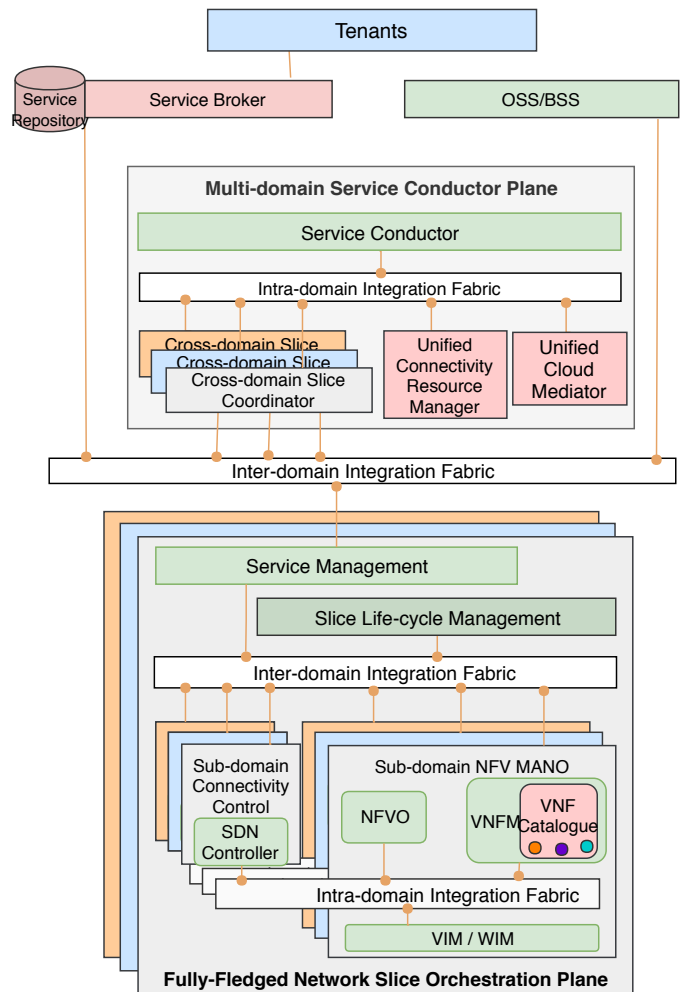 Tenants
Service
Repository
Service Broker
OSS/BSS
Multi-domain Service Conductor Plane
Service Conductor
Intra-domain Integration Fabric
Cross-domain Slice
Cross-domain Slice
Cross-domain Slice
Coordinator
Unified
Connectivity
Resource
Manager
Unified
Cloud
Mediator
Inter-domain Integration Fabric
Service Management
Slice Life-cycle Management
Inter-domain Integration Fabric
Sub-domain
Connectivity
Control
SDN
Controller
Sub-domain NFV MANO
NFVO
VNFM
VNF
Catalogue
Intra-domain Integration Fabric
VIM / WIM
Fully-Fledged Network Slice Orchestration Plane